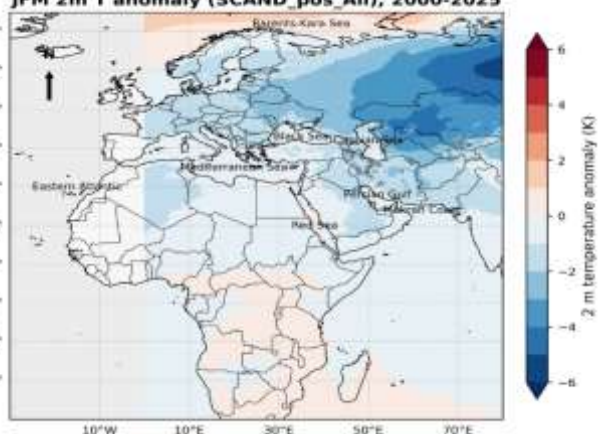 JFM 2m T anomaly (SCAND_pos_All), 2000-2025
Barents-Kara Sea
Black Sea
Mediterranean Sea
Eastern Atlantic
Persian Gulf
Red Sea
6
4
2
0
−2
−4
−6
2 m temperature anomaly (K)
10°W
10°E
30°E
50°E
70°E